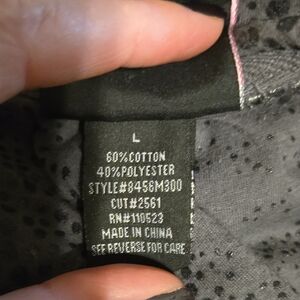 L
60%COTTON
40%POLYESTER
STYLE#8456M300
CUT#2561
RN#110523
MADE IN CHINA
SEE REVERSE FOR CARE